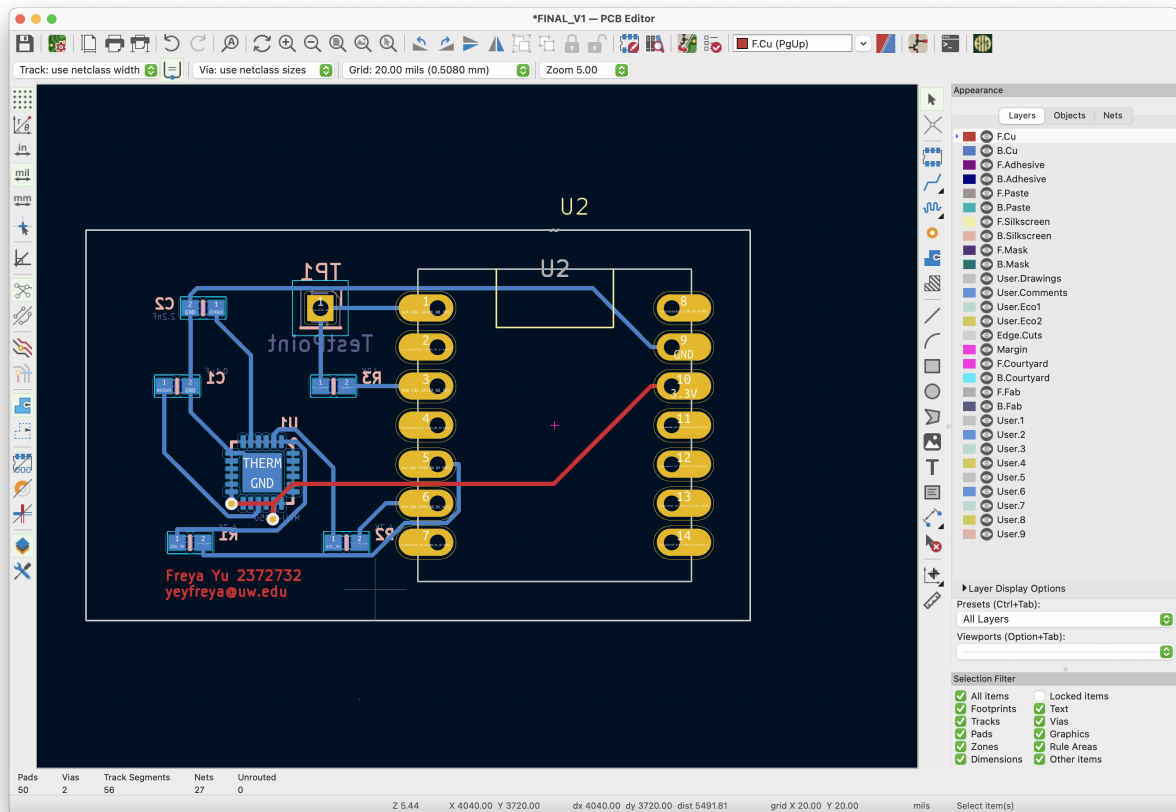 *FINAL_V1 — PCB Editor
F.Cu (PgUp)
Track: use netclass width
Via: use netclass sizes
Grid: 20.00 mils (0.5080 mm)
Zoom 5.00
in
mil
mm
U2
U2
TP1
TestPoint
C2
C1
R3
U1
R1
R2
THERM
GND
1
2
3
4
5
6
7
8
9
GND
10
3.3V
11
12
13
14
Freya Yu 2372732
yeyfreya@uw.edu
Appearance
Layers Objects Nets
F.Cu
B.Cu
F.Adhesive
B.Adhesive
F.Paste
B.Paste
F.Silkscreen
B.Silkscreen
F.Mask
B.Mask
User.Drawings
User.Comments
User.Eco1
User.Eco2
Edge.Cuts
Margin
F.Courtyard
B.Courtyard
F.Fab
B.Fab
User.1
User.2
User.3
User.4
User.5
User.6
User.7
User.8
User.9
Layer Display Options
Presets (Ctrl+Tab):
All Layers
Viewports (Option+Tab):
Selection Filter
All items Locked items
Footprints Text
Tracks Vias
Pads Graphics
Zones Rule Areas
Dimensions Other items
Pads Vias Track Segments Nets Unrouted
50 2 56 27 0
Z 5.44 X 4040.00 Y 3720.00 dx 4040.00 dy 3720.00 dist 5491.81 grid X 20.00 Y 20.00 mils Select item(s)